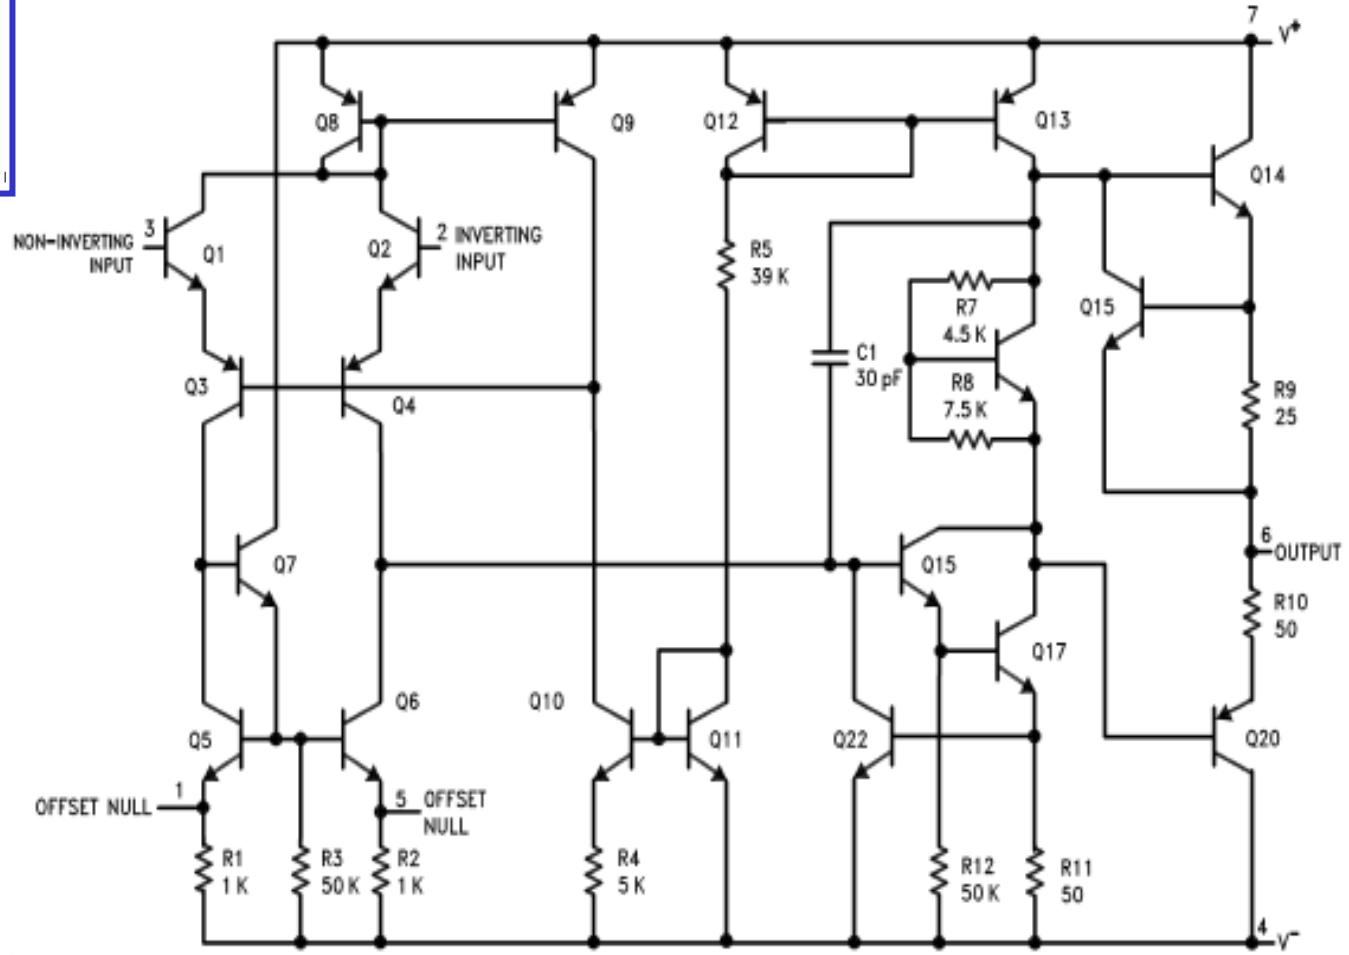 7
V+
Q8
Q9
Q12
Q13
Q14
3
NON-INVERTING
INPUT
Q1
Q2
2 INVERTING
INPUT
R5
39 K
R7
4.5 K
Q15
C1
30 pF
R8
7.5 K
Q3
Q4
R9
25
Q7
Q15
6
OUTPUT
R10
50
Q17
Q5
Q6
Q10
Q11
Q22
Q20
1
OFFSET NULL
5 OFFSET
NULL
R1
1 K
R3
50 K
R2
1 K
R4
5 K
R12
50 K
R11
50
4
V-